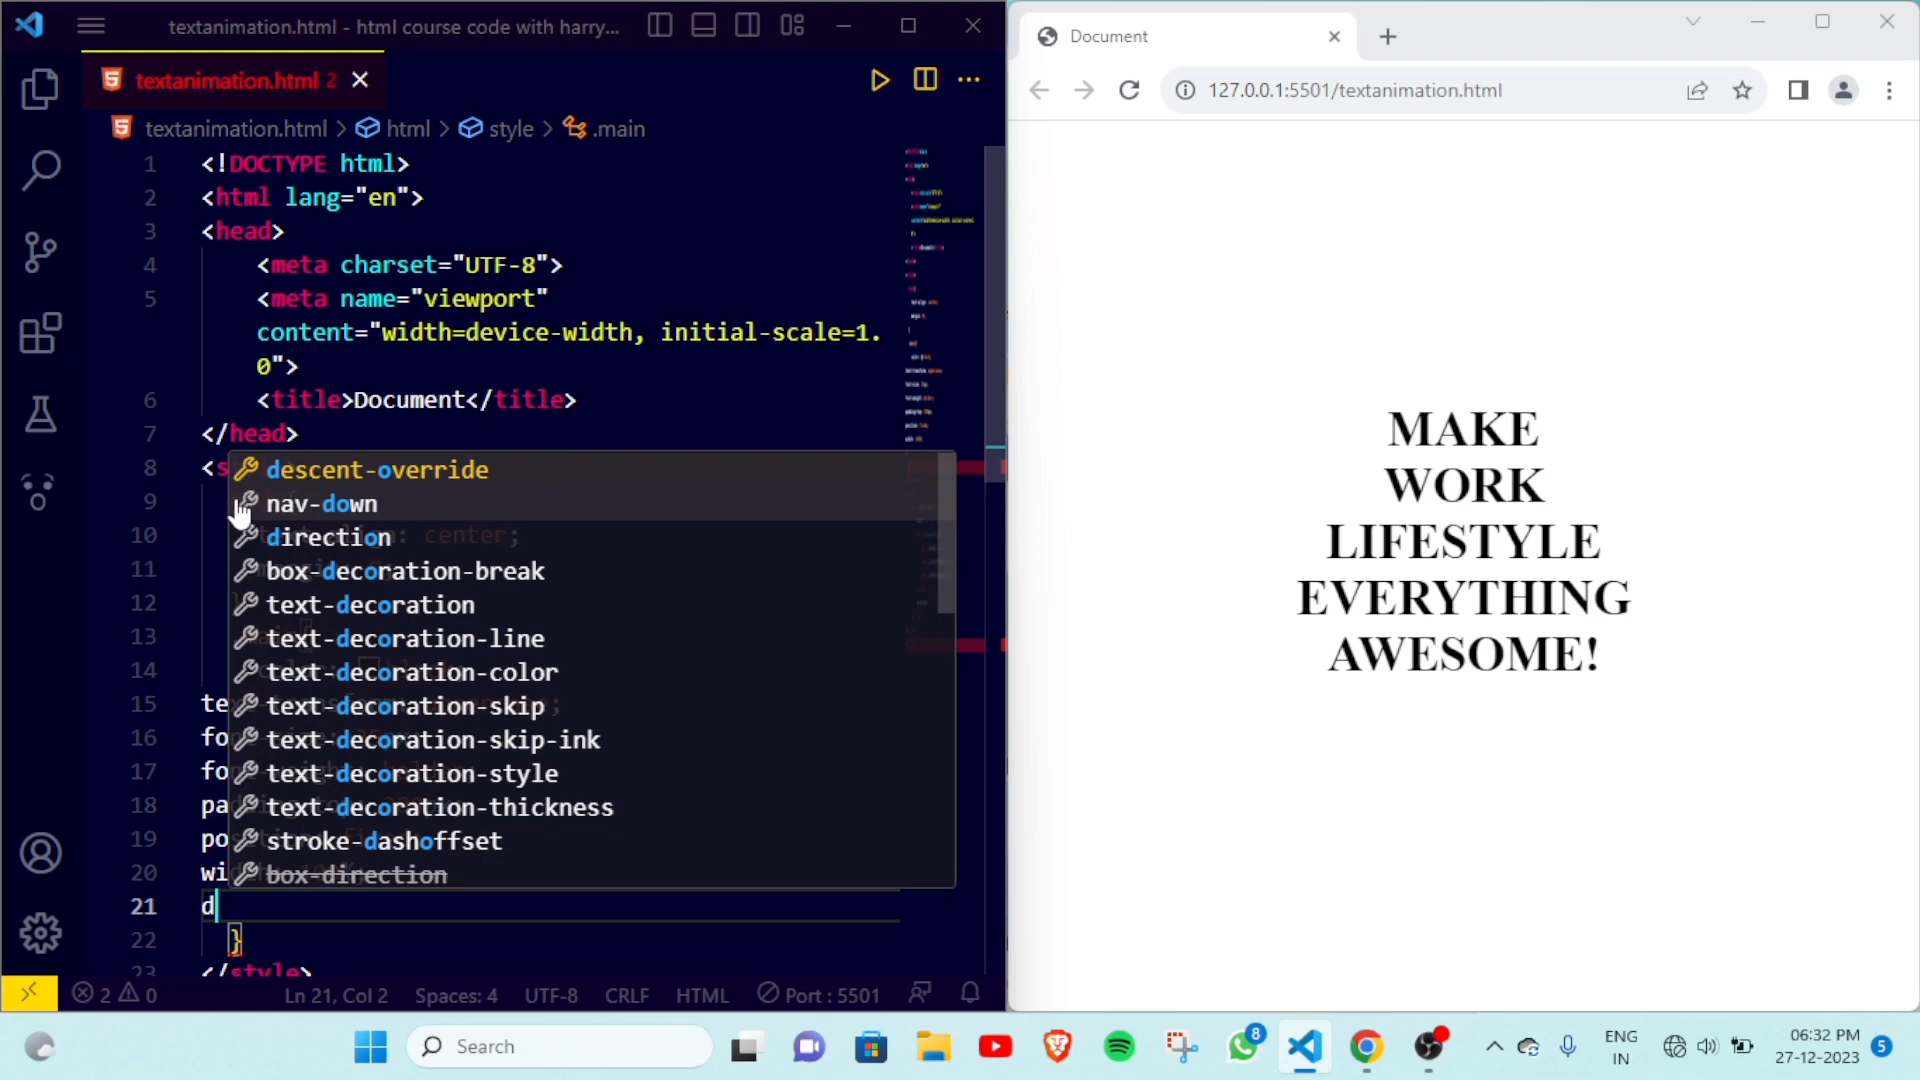 textanimation.html - html course code with harry...
textanimation.html 2
textanimation.html > html > style > .main
1 <!DOCTYPE html>
2 <html lang="en">
3 <head>
4 <meta charset="UTF-8">
5 <meta name="viewport"
content="width=device-width, initial-scale=1.
0">
6 <title>Document</title>
7 </head>
8 <s
descent-override
9 nav-down
10 direction
center;
11 box-decoration-break
12 text-decoration
13 text-decoration-line
14 text-decoration-color
15 te text-decoration-skip
16 fo text-decoration-skip-ink
17 fo text-decoration-style
18 pa text-decoration-thickness
19 po stroke-dashoffset
20 wi box-direction
21 d
22 }
23 </style>
2 0
Ln 21, Col 2
Spaces: 4
UTF-8
CRLF
HTML
Port : 5501
Document
127.0.0.1:5501/textanimation.html
MAKE
WORK
LIFESTYLE
EVERYTHING
AWESOME!
Search
8
ENG
IN
06:32 PM
27-12-2023
5